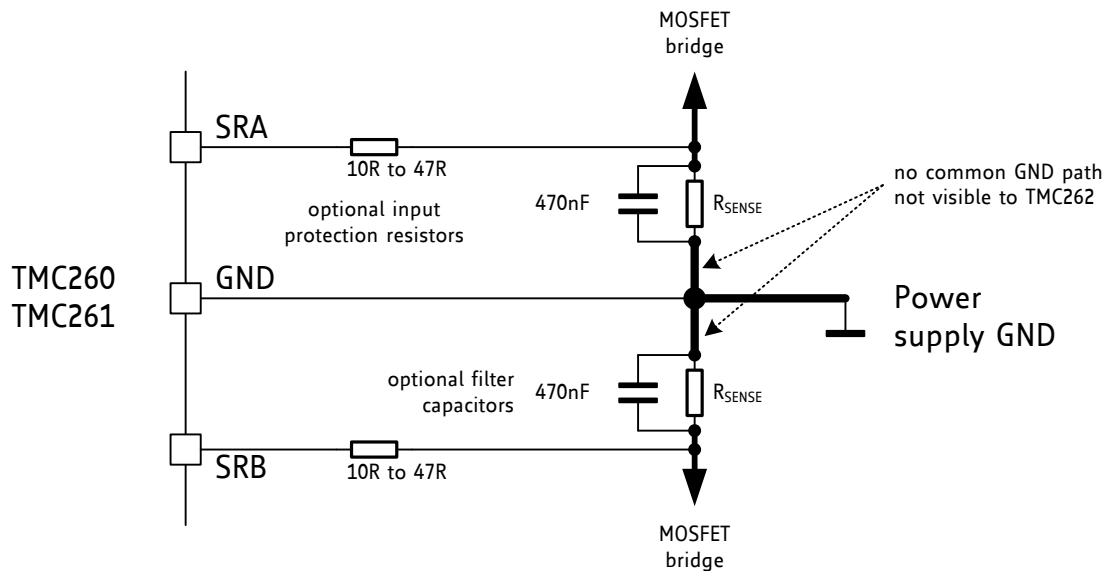 MOSFET
bridge
SRA
10R to 47R
optional input
protection resistors
470nF
RSENSE
no common GND path
not visible to TMC262
TMC260
TMC261
GND
Power
supply GND
optional filter
capacitors
470nF
RSENSE
SRB
10R to 47R
MOSFET
bridge